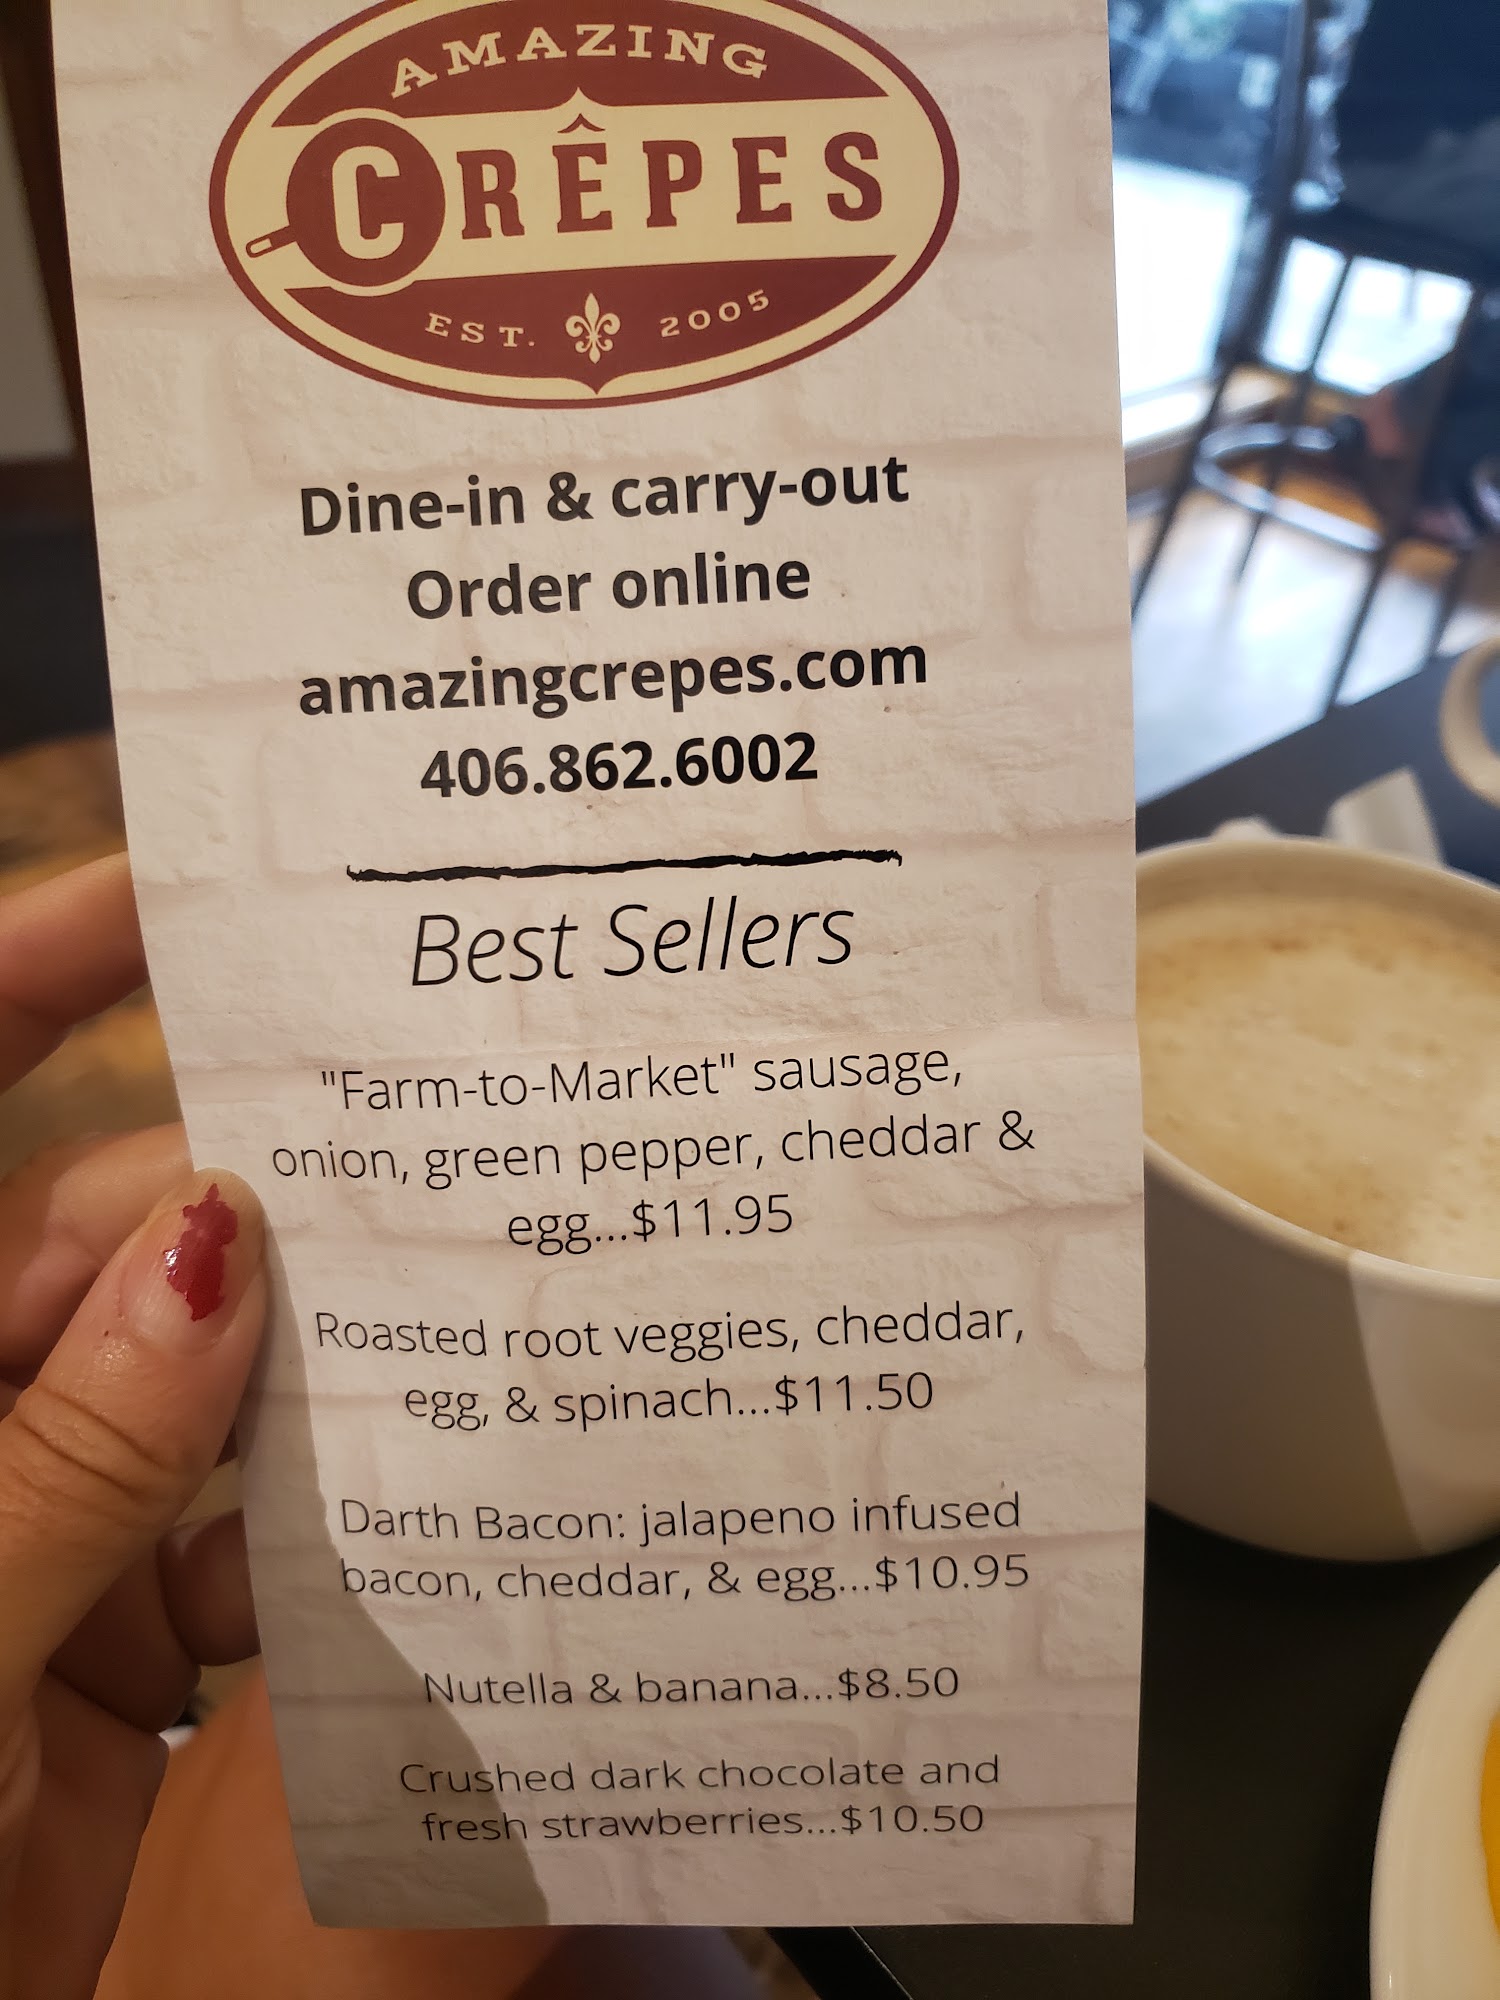 AMAZING
CRÊPES
EST. 2005
Dine-in & carry-out
Order online
amazingcrepes.com
406.862.6002
Best Sellers
"Farm-to-Market" sausage,
onion, green pepper, cheddar &
egg...$11.95
Roasted root veggies, cheddar,
egg, & spinach...$11.50
Darth Bacon: jalapeno infused
bacon, cheddar, & egg...$10.95
Nutella & banana...$8.50
Crushed dark chocolate and
fresh strawberries...$10.50